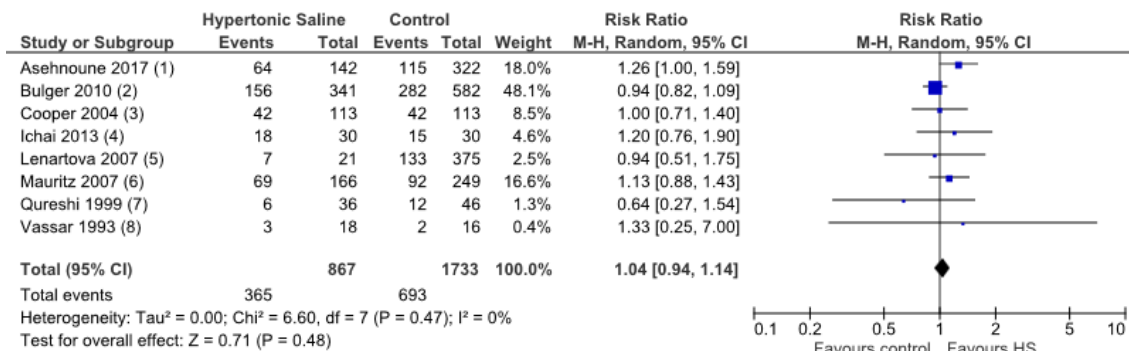 Hypertonic Saline Control Risk Ratio Risk Ratio
Study or Subgroup Events Total Events Total Weight M-H, Random, 95% CI M-H, Random, 95% CI
Asehnoune 2017 (1) 64 142 115 322 18.0% 1.26 [1.00, 1.59]
Bulger 2010 (2) 156 341 282 582 48.1% 0.94 [0.82, 1.09]
Cooper 2004 (3) 42 113 42 113 8.5% 1.00 [0.71, 1.40]
Ichai 2013 (4) 18 30 15 30 4.6% 1.20 [0.76, 1.90]
Lenartova 2007 (5) 7 21 133 375 2.5% 0.94 [0.51, 1.75]
Mauritz 2007 (6) 69 166 92 249 16.6% 1.13 [0.88, 1.43]
Qureshi 1999 (7) 6 36 12 46 1.3% 0.64 [0.27, 1.54]
Vassar 1993 (8) 3 18 2 16 0.4% 1.33 [0.25, 7.00]
Total (95% CI) 867 1733 100.0% 1.04 [0.94, 1.14]
Total events 365 693
Heterogeneity: Tau² = 0.00; Chi² = 6.60, df = 7 (P = 0.47); I² = 0%
Test for overall effect: Z = 0.71 (P = 0.48)
0.1 0.2 0.5 1 2 5 10
Favours control Favours HS